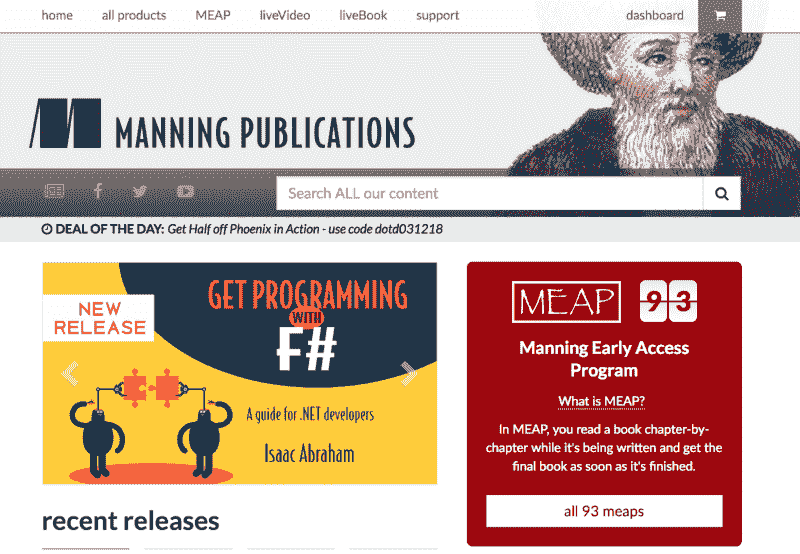 home all products MEAP liveVideo liveBook support dashboard
MANNING PUBLICATIONS
Search ALL our content
DEAL OF THE DAY: Get Half off Phoenix in Action - use code dotd031218
NEW
RELEASE
GET PROGRAMMING
WITH
F#
A guide for .NET developers
Isaac Abraham
MEAP 93
Manning Early Access
Program
What is MEAP?
In MEAP, you read a book chapter-by-
chapter while it's being written and get the
final book as soon as it's finished.
all 93 meaps
recent releases